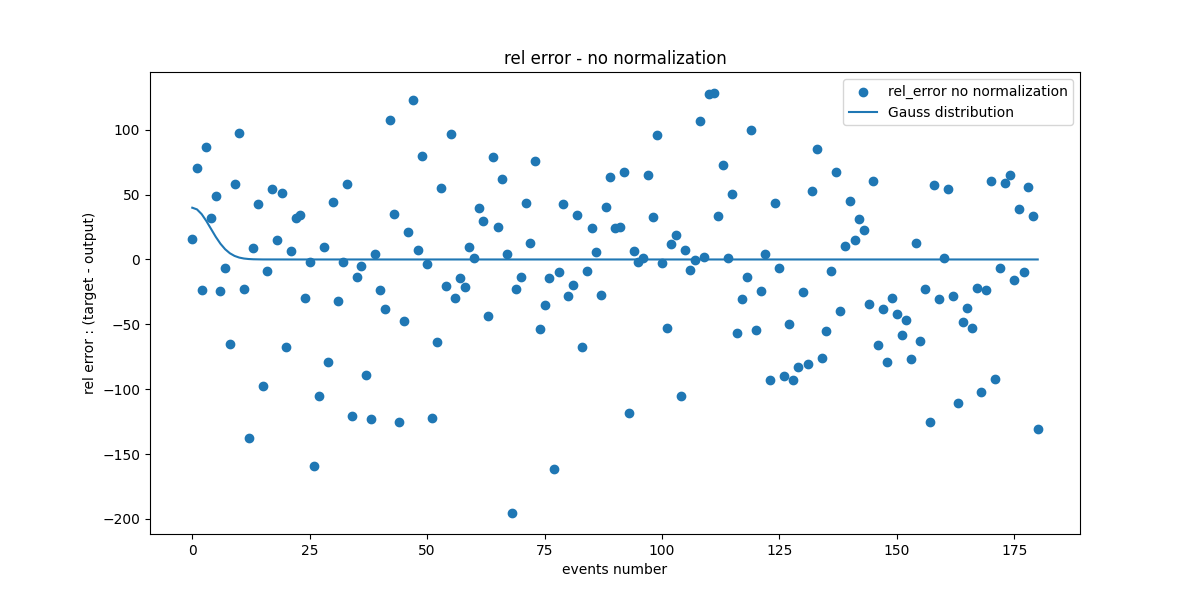 rel error - no normalization
rel_error no normalization
Gauss distribution
rel error : (target - output)
100
50
0
−50
−100
−150
−200
0 25 50 75 100 125 150 175
events number